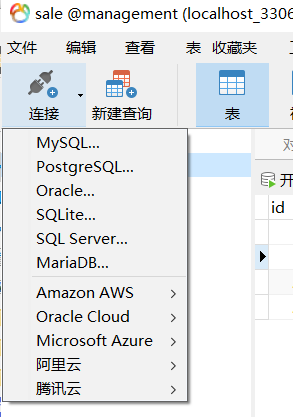 sale @management (localhost_3306
文件 编辑 查看 表 收藏夹
连接 新建查询 表
MySQL...
PostgreSQL...
Oracle...
SQLite...
SQL Server...
MariaDB...
Amazon AWS
Oracle Cloud
Microsoft Azure
阿里云
腾讯云
对
开
id